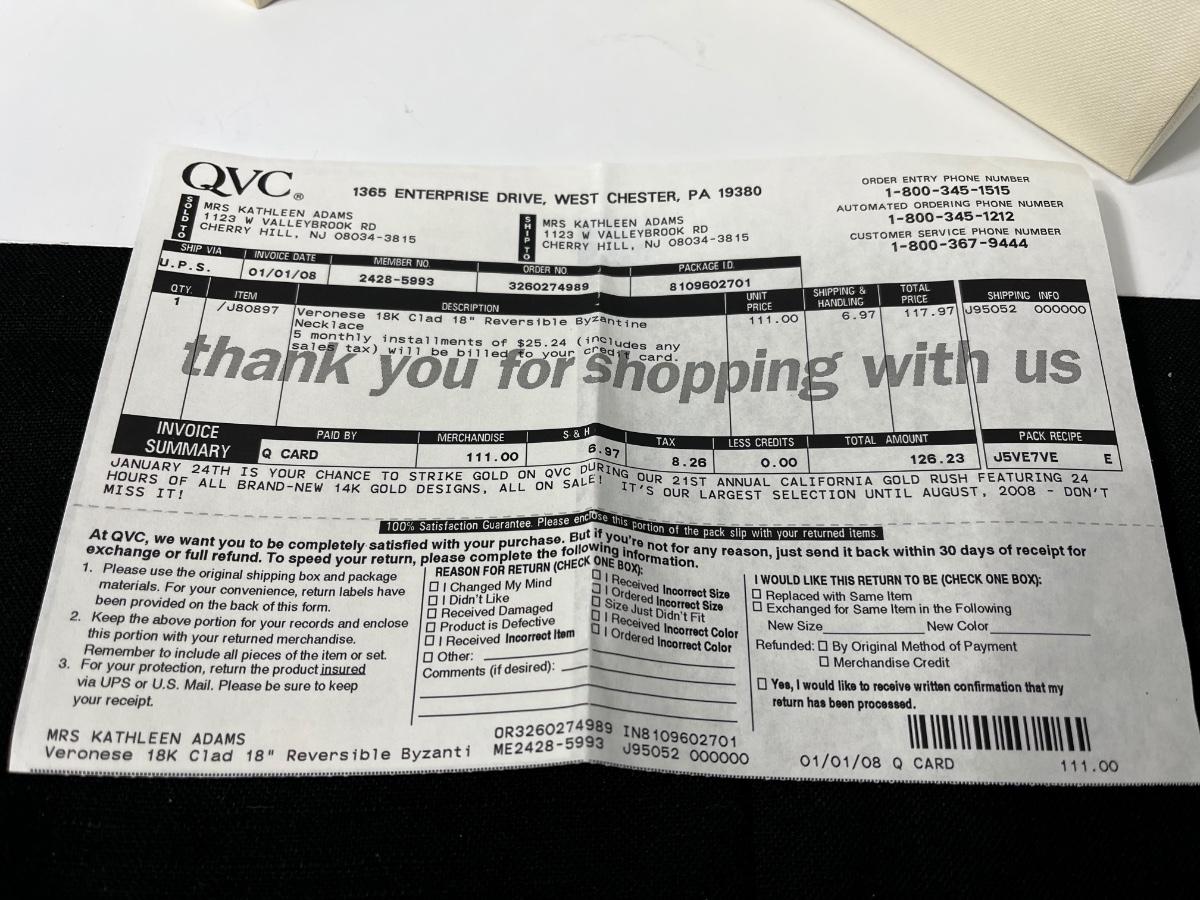 QVC®
1365 ENTERPRISE DRIVE, WEST CHESTER, PA 19380
ORDER ENTRY PHONE NUMBER
1-800-345-1515
AUTOMATED ORDERING PHONE NUMBER
1-800-345-1212
CUSTOMER SERVICE PHONE NUMBER
1-800-367-9444
SOLD TO
MRS KATHLEEN ADAMS
1123 W VALLEYBROOK RD
CHERRY HILL, NJ 08034-3815
SHIP TO
MRS KATHLEEN ADAMS
1123 W VALLEYBROOK RD
CHERRY HILL, NJ 08034-3815
SHIP VIA INVOICE DATE MEMBER NO. ORDER NO. PACKAGE I.D.
U.P.S. 01/01/08 2428-5993 3260274989 8109602701
QTY. ITEM DESCRIPTION UNIT PRICE SHIPPING & HANDLING TOTAL PRICE SHIPPING INFO
1 /J80897 Veronese 18K Clad 18" Reversible Byzantine 111.00 6.97 117.97 J95052 000000
Necklace
5 monthly installments of $25.24 (includes any
sales tax) will be billed to your credit card.
thank you for shopping with us
INVOICE SUMMARY PAID BY MERCHANDISE S & H TAX LESS CREDITS TOTAL AMOUNT PACK RECIPE
Q CARD 111.00 6.97 8.26 0.00 126.23 J5VE7VE E
JANUARY 24TH IS YOUR CHANCE TO STRIKE GOLD ON QVC DURING OUR 21ST ANNUAL CALIFORNIA GOLD RUSH FEATURING 24
HOURS OF ALL BRAND-NEW 14K GOLD DESIGNS, ALL ON SALE! IT'S OUR LARGEST SELECTION UNTIL AUGUST, 2008 - DON'T
MISS IT!
100% Satisfaction Guarantee. Please enclose this portion of the pack slip with your returned items.
At QVC, we want you to be completely satisfied with your purchase. But if you're not for any reason, just send it back within 30 days of receipt for
exchange or full refund. To speed your return, please complete the following information.
1. Please use the original shipping box and package
materials. For your convenience, return labels have
been provided on the back of this form.
2. Keep the above portion for your records and enclose
this portion with your returned merchandise.
Remember to include all pieces of the item or set.
3. For your protection, return the product insured
via UPS or U.S. Mail. Please be sure to keep
your receipt.
REASON FOR RETURN (CHECK ONE BOX):
I Changed My Mind
I Didn't Like
Received Damaged
Product is Defective
I Received Incorrect Item
Other:
Comments (if desired):
I Received Incorrect Size
I Ordered Incorrect Size
Size Just Didn't Fit
I Received Incorrect Color
I Ordered Incorrect Color
I WOULD LIKE THIS RETURN TO BE (CHECK ONE BOX):
Replaced with Same Item
Exchanged for Same Item in the Following
New Size New Color
Refunded: By Original Method of Payment
Merchandise Credit
Yes, I would like to receive written confirmation that my
return has been processed.
MRS KATHLEEN ADAMS OR3260274989 IN8109602701
Veronese 18K Clad 18" Reversible Byzanti ME2428-5993 J95052 000000 01/01/08 Q CARD 111.00